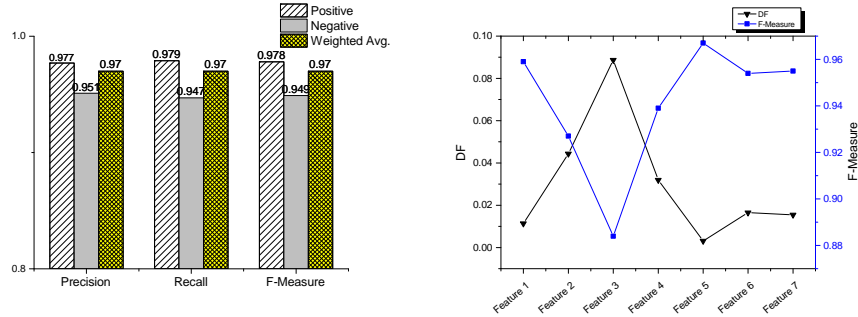 Positive
Negative
Weighted Avg.
1.0
0.8
0.977
0.951
0.97
0.979
0.947
0.97
0.978
0.949
0.97
Precision
Recall
F-Measure
DF
F-Measure
0.10
0.08
0.06
0.04
0.02
0.00
DF
0.96
0.94
0.92
0.90
0.88
F-Measure
Feature 1
Feature 2
Feature 3
Feature 4
Feature 5
Feature 6
Feature 7